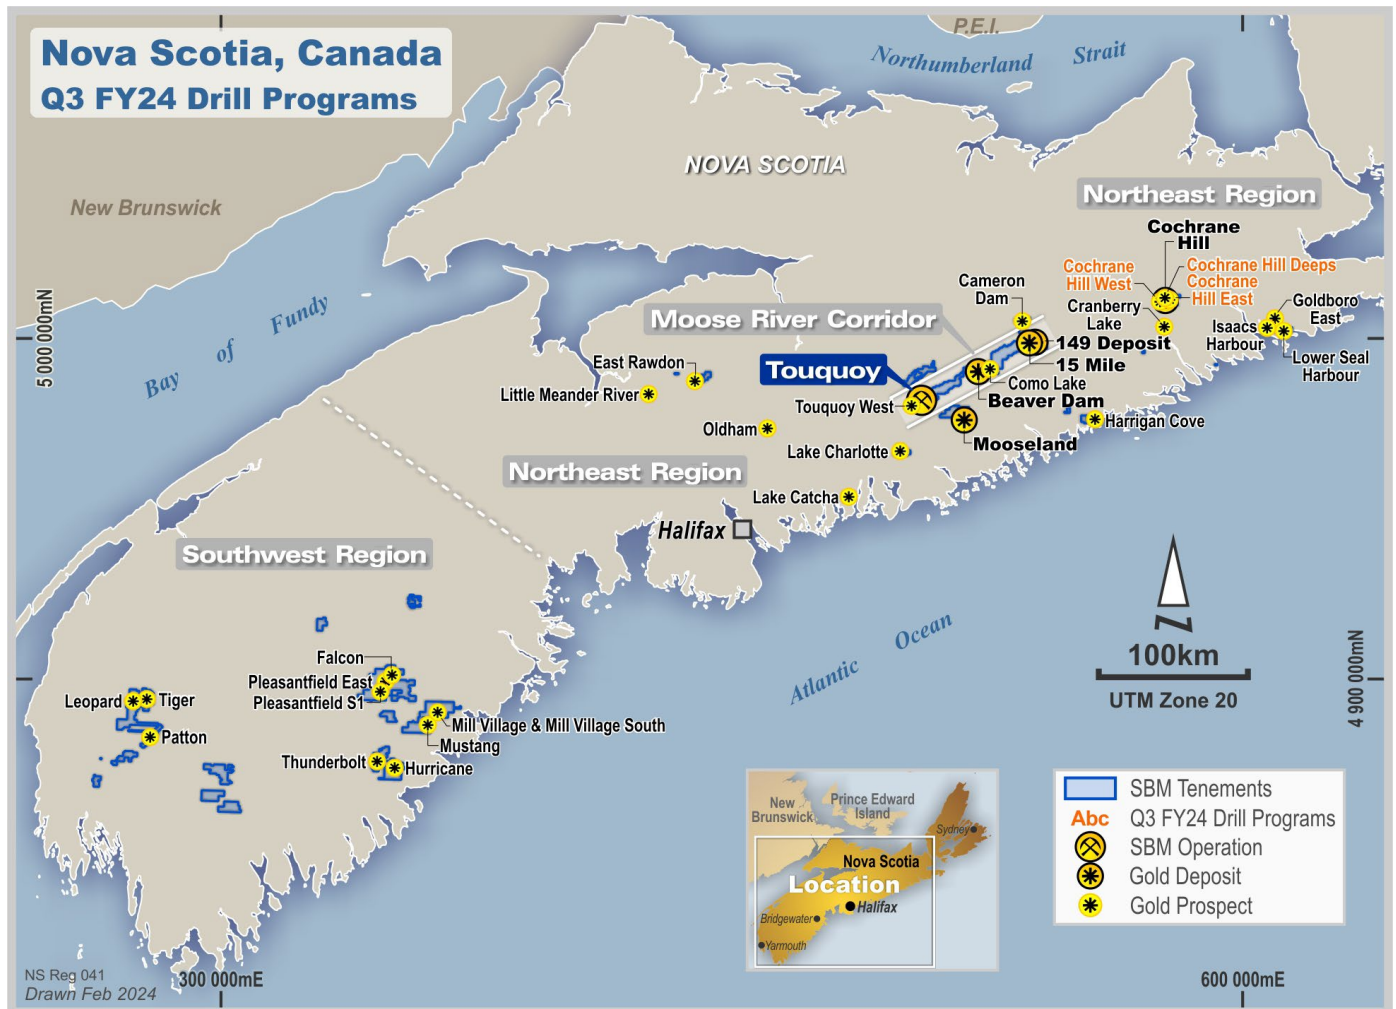 Nova Scotia, Canada
Q3 FY24 Drill Programs
P.E.I.
Northumberland Strait
NOVA SCOTIA
New Brunswick
Northeast Region
Cochrane
Hill
Cochrane
Hill West
Cochrane Hill Deeps
Cochrane
Hill East
Cameron
Dam
Cranberry
Lake
Goldboro
East
Isaacs
Harbour
Lower Seal
Harbour
5 000 000mN
Bay of Fundy
Moose River Corridor
149 Deposit
15 Mile
East Rawdon
Touquoy
Como Lake
Little Meander River
Beaver Dam
Touquoy West
Harrigan Cove
Oldham
Mooseland
Lake Charlotte
Northeast Region
Lake Catcha
Halifax
Southwest Region
Atlantic Ocean
N
100km
UTM Zone 20
4 900 000mN
Falcon
Pleasantfield East
Pleasantfield S1
Leopard
Tiger
Mill Village & Mill Village South
Patton
Mustang
Thunderbolt
Hurricane
New
Brunswick
Prince Edward
Island
Sydney
Nova Scotia
Location
Halifax
Bridgewater
Yarmouth
SBM Tenements
Abc Q3 FY24 Drill Programs
SBM Operation
Gold Deposit
Gold Prospect
NS Reg 041
Drawn Feb 2024
300 000mE
600 000mE